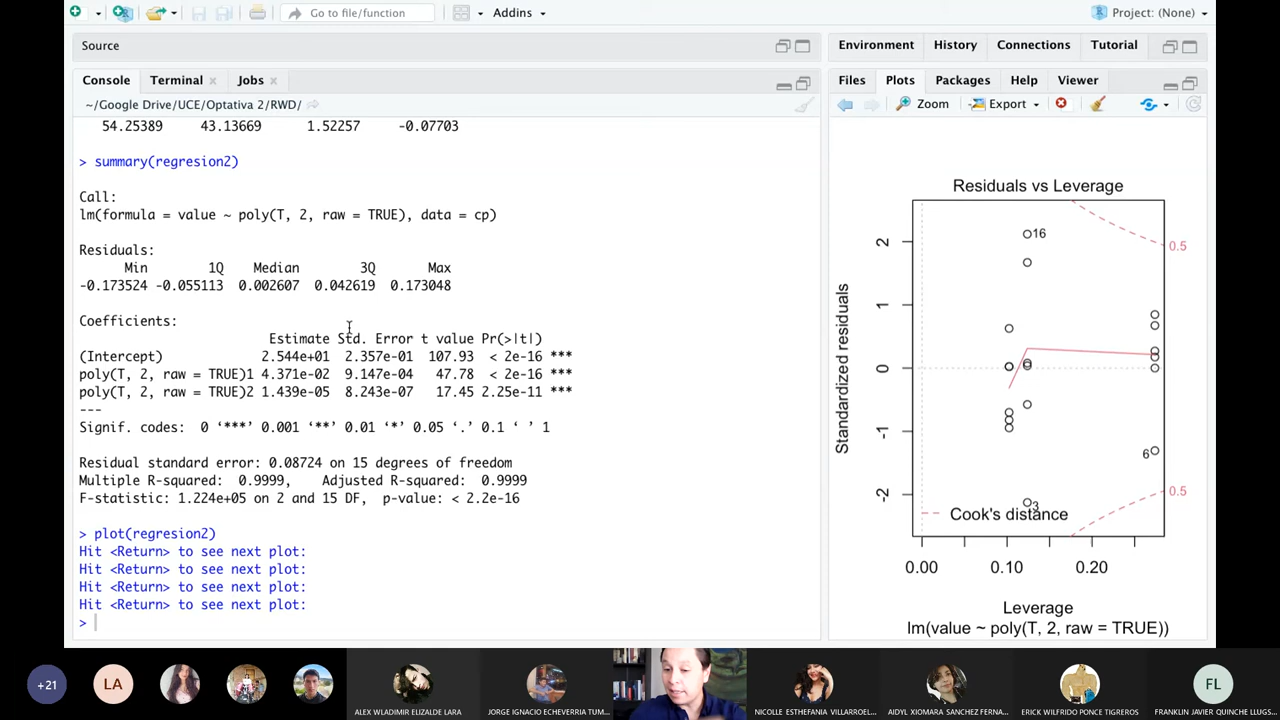 Go to file/function
Addins
Project: (None)
Source
Console
Terminal
Jobs
~/Google Drive/UCE/Optativa 2/RWD/
54.25389 43.13669 1.52257 -0.07703
> summary(regresion2)
Call:
lm(formula = value ~ poly(T, 2, raw = TRUE), data = cp)
Residuals:
Min 1Q Median 3Q Max
-0.173524 -0.055113 0.002607 0.042619 0.173048
Coefficients:
Estimate Std. Error t value Pr(>|t|)
(Intercept) 2.544e+01 2.357e-01 107.93 < 2e-16 ***
poly(T, 2, raw = TRUE)1 4.371e-02 9.147e-04 47.78 < 2e-16 ***
poly(T, 2, raw = TRUE)2 1.439e-05 8.243e-07 17.45 2.25e-11 ***
---
Signif. codes: 0 ‘***’ 0.001 ‘**’ 0.01 ‘*’ 0.05 ‘.’ 0.1 ‘ ’ 1
Residual standard error: 0.08724 on 15 degrees of freedom
Multiple R-squared: 0.9999, Adjusted R-squared: 0.9999
F-statistic: 1.224e+05 on 2 and 15 DF, p-value: < 2.2e-16
> plot(regresion2)
Hit <Return> to see next plot:
Hit <Return> to see next plot:
Hit <Return> to see next plot:
Hit <Return> to see next plot:
>
Environment
History
Connections
Tutorial
Files
Plots
Packages
Help
Viewer
Zoom
Export
Residuals vs Leverage
Standardized residuals
2
1
0
-1
-2
16
0.5
6
0.5
3
Cook's distance
0.00 0.10 0.20
Leverage
lm(value ~ poly(T, 2, raw = TRUE))
+21
LA
ALEX WLADIMIR ELIZALDE LARA
JORGE IGNACIO ECHEVERRIA TUM...
NICOLLE ESTHEFANIA VILLARROEL...
AIDYL XIOMARA SANCHEZ FERNA...
ERICK WILFRIDO PONCE TIGREROS
FL
FRANKLIN JAVIER QUINCHE LLUGS...